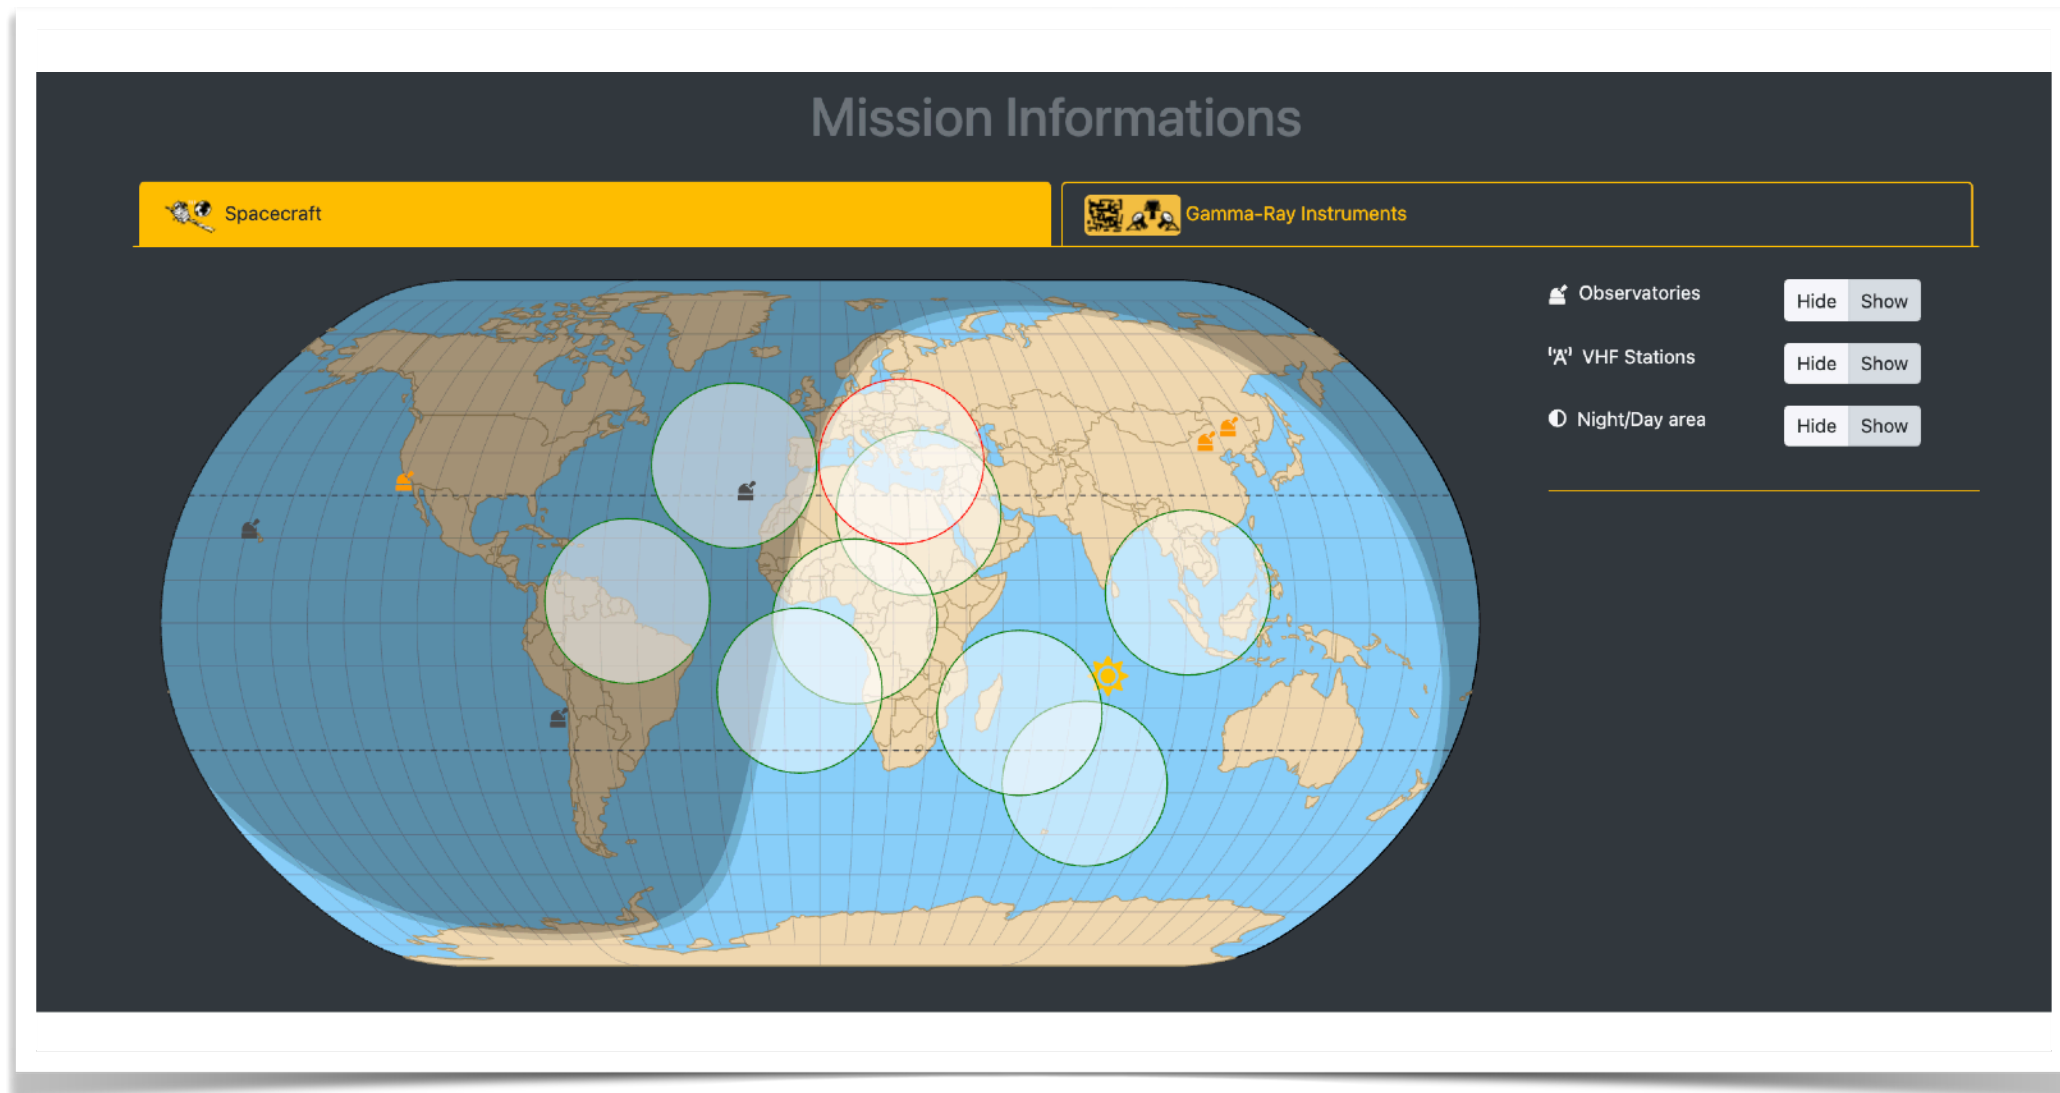 Mission Informations
Spacecraft
Gamma-Ray Instruments
Observatories
Hide Show
VHF Stations
Hide Show
Night/Day area
Hide Show